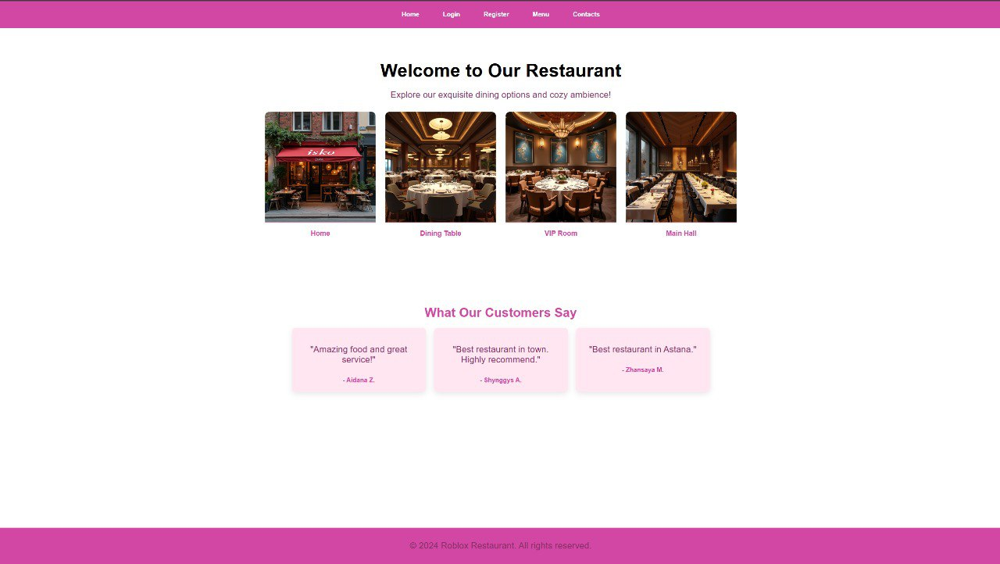 Home Login Register Menu Contacts
Welcome to Our Restaurant
Explore our exquisite dining options and cozy ambience!
isko
Home Dining Table VIP Room Main Hall
What Our Customers Say
"Amazing food and great
service!"
- Aidana Z.
"Best restaurant in town.
Highly recommend."
- Shynggys A.
"Best restaurant in Astana."
- Zhansaya M.
© 2024 Roblox Restaurant. All rights reserved.